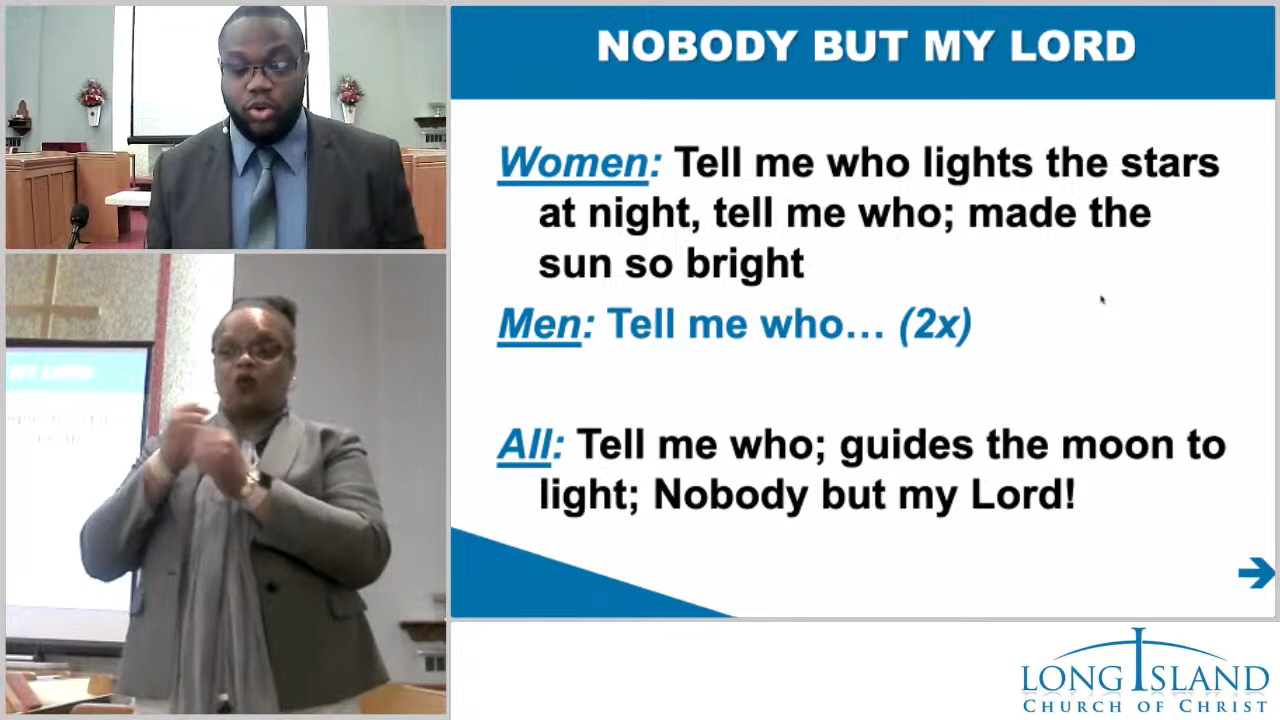 NOBODY BUT MY LORD
Women: Tell me who lights the stars
at night, tell me who; made the
sun so bright
Men: Tell me who… (2x)
All: Tell me who; guides the moon to
light; Nobody but my Lord!
MY LORD
LONG ISLAND
CHURCH OF CHRIST